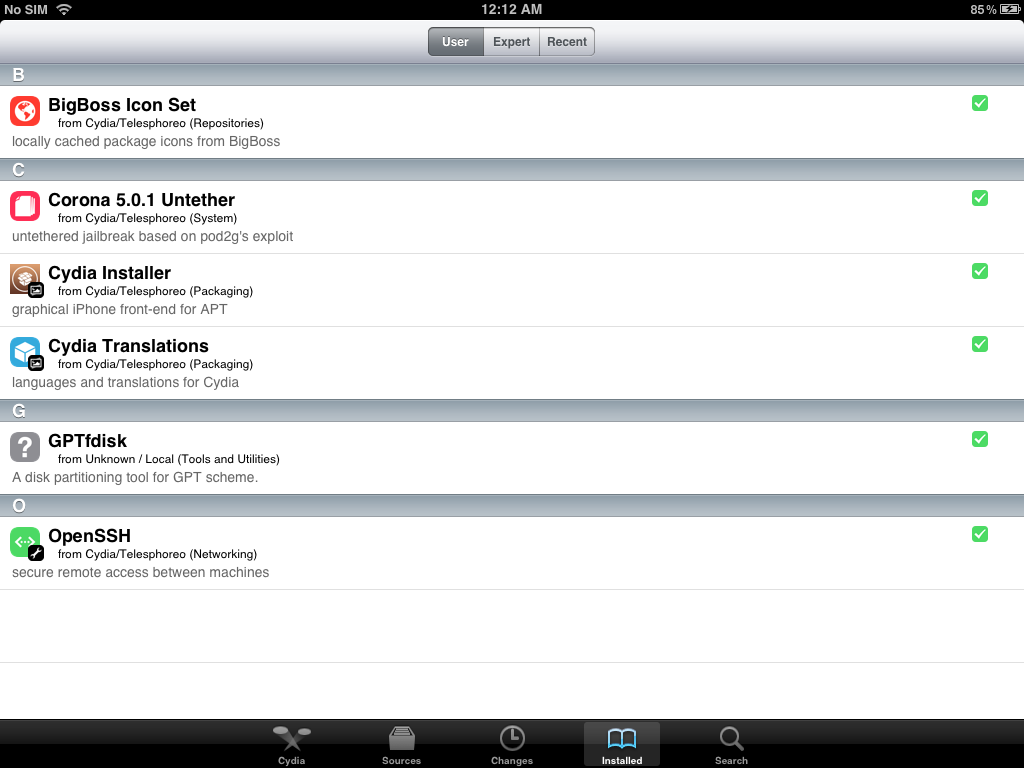 No SIM 12:12 AM 85%
User Expert Recent
B
BigBoss Icon Set
from Cydia/Telesphoreo (Repositories)
locally cached package icons from BigBoss
C
Corona 5.0.1 Untether
from Cydia/Telesphoreo (System)
untethered jailbreak based on pod2g's exploit
Cydia Installer
from Cydia/Telesphoreo (Packaging)
graphical iPhone front-end for APT
Cydia Translations
from Cydia/Telesphoreo (Packaging)
languages and translations for Cydia
G
?
GPTfdisk
from Unknown / Local (Tools and Utilities)
A disk partitioning tool for GPT scheme.
O
OpenSSH
from Cydia/Telesphoreo (Networking)
secure remote access between machines
Cydia Sources Changes Installed Search